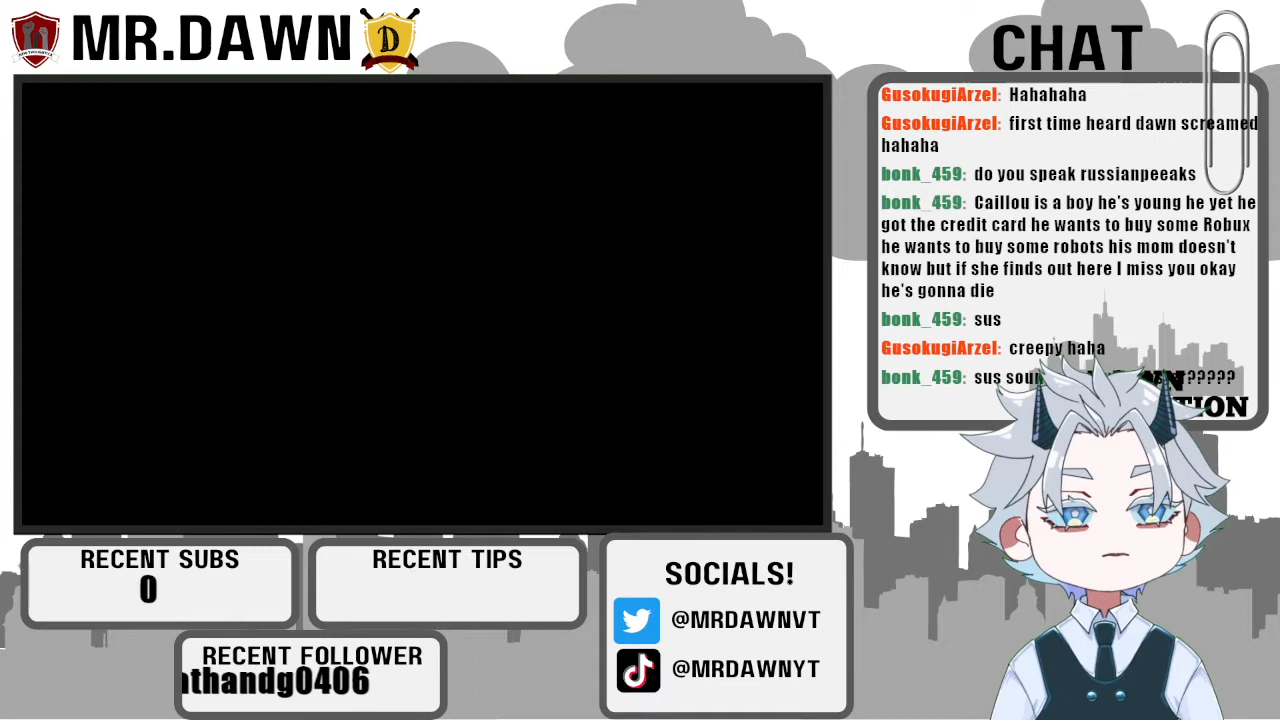 MR.DAWN
D
CHAT
GusokugiArzel: Hahahaha
GusokugiArzel: first time heard dawn screamed
hahaha
bonk_459: do you speak russianpeeaks
bonk_459: Caillou is a boy he's young he yet he
got the credit card he wants to buy some Robux
he wants to buy some robots his mom doesn't
know but if she finds out here I miss you okay
he's gonna die
bonk_459: sus
GusokugiArzel: creepy haha
bonk_459: sus ?????
RECENT SUBS
0
RECENT TIPS
RECENT FOLLOWER
athandg0406
SOCIALS!
@MRDAWNVT
@MRDAWNYT